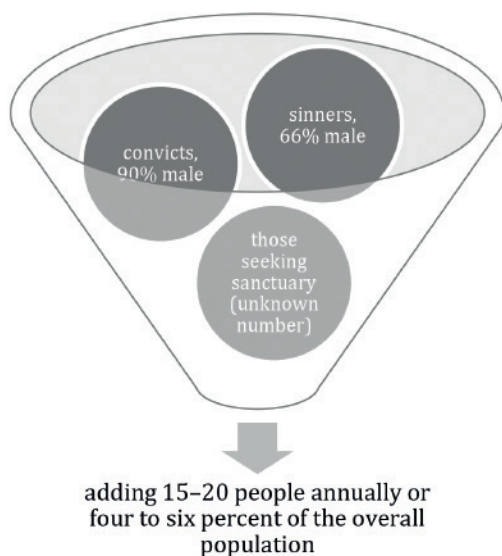 sinners,
66% male
convicts,
90% male
those
seeking
sanctuary
(unknown
number)
adding 15–20 people annually or
four to six percent of the overall
population